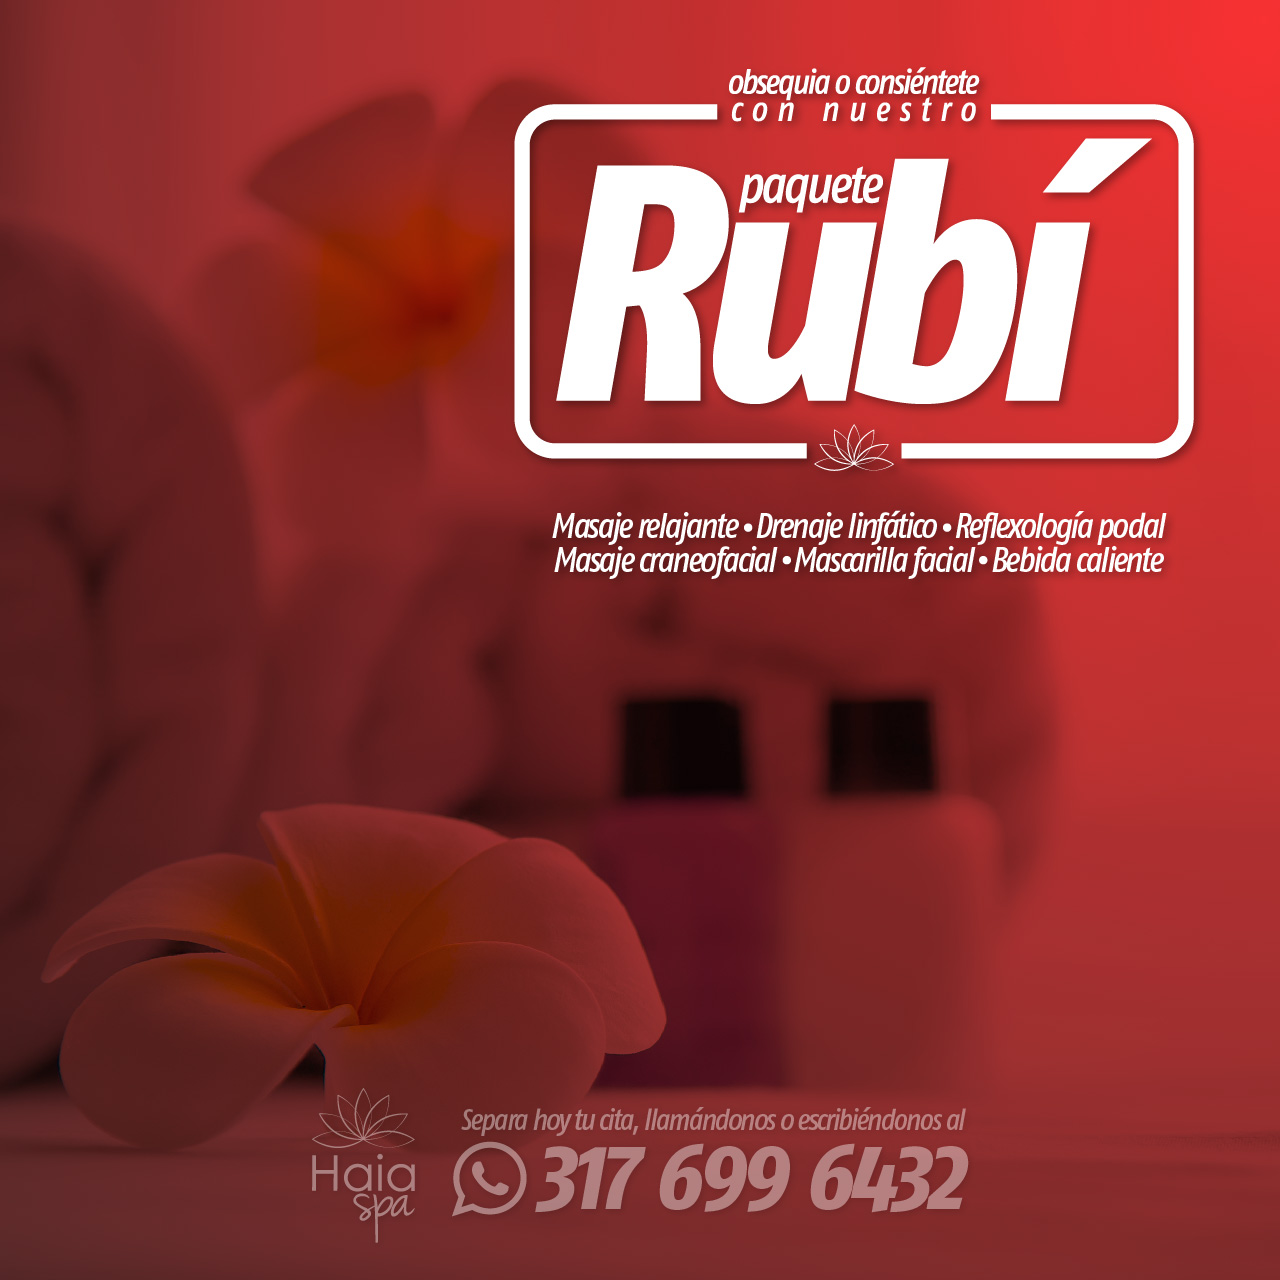 obsequia o consiéntete
con nuestro
paquete
Rubí
Masaje relajante • Drenaje linfático • Reflexología podal
Masaje craneofacial • Mascarilla facial • Bebida caliente
Separa hoy tu cita, llamándonos o escribiéndonos al
317 699 6432
Haia
spa